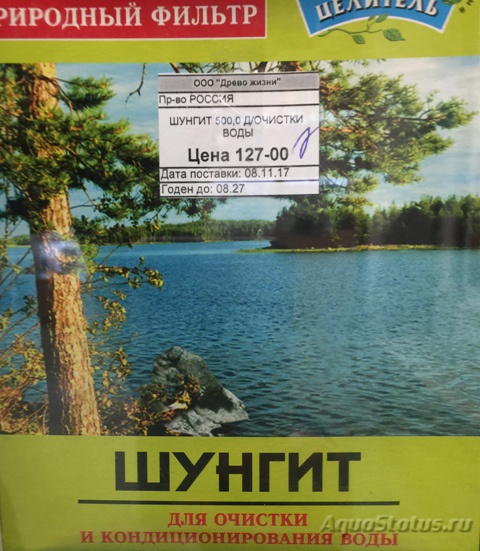 РИРОДНЫЙ ФИЛЬТР
ЦЕЛИТЕЛЬ
ООО "Древо жизни"
Пр-во РОССИЯ
ШУНГИТ 500,0 Д/ОЧИСТКИ
ВОДЫ
Цена 127-00
Дата поставки: 08.11.17
Годен до: 08.27
ШУНГИТ
ДЛЯ ОЧИСТКИ
И КОНДИЦИОНИРОВАНИЯ ВОДЫ
AquaStatus.ru